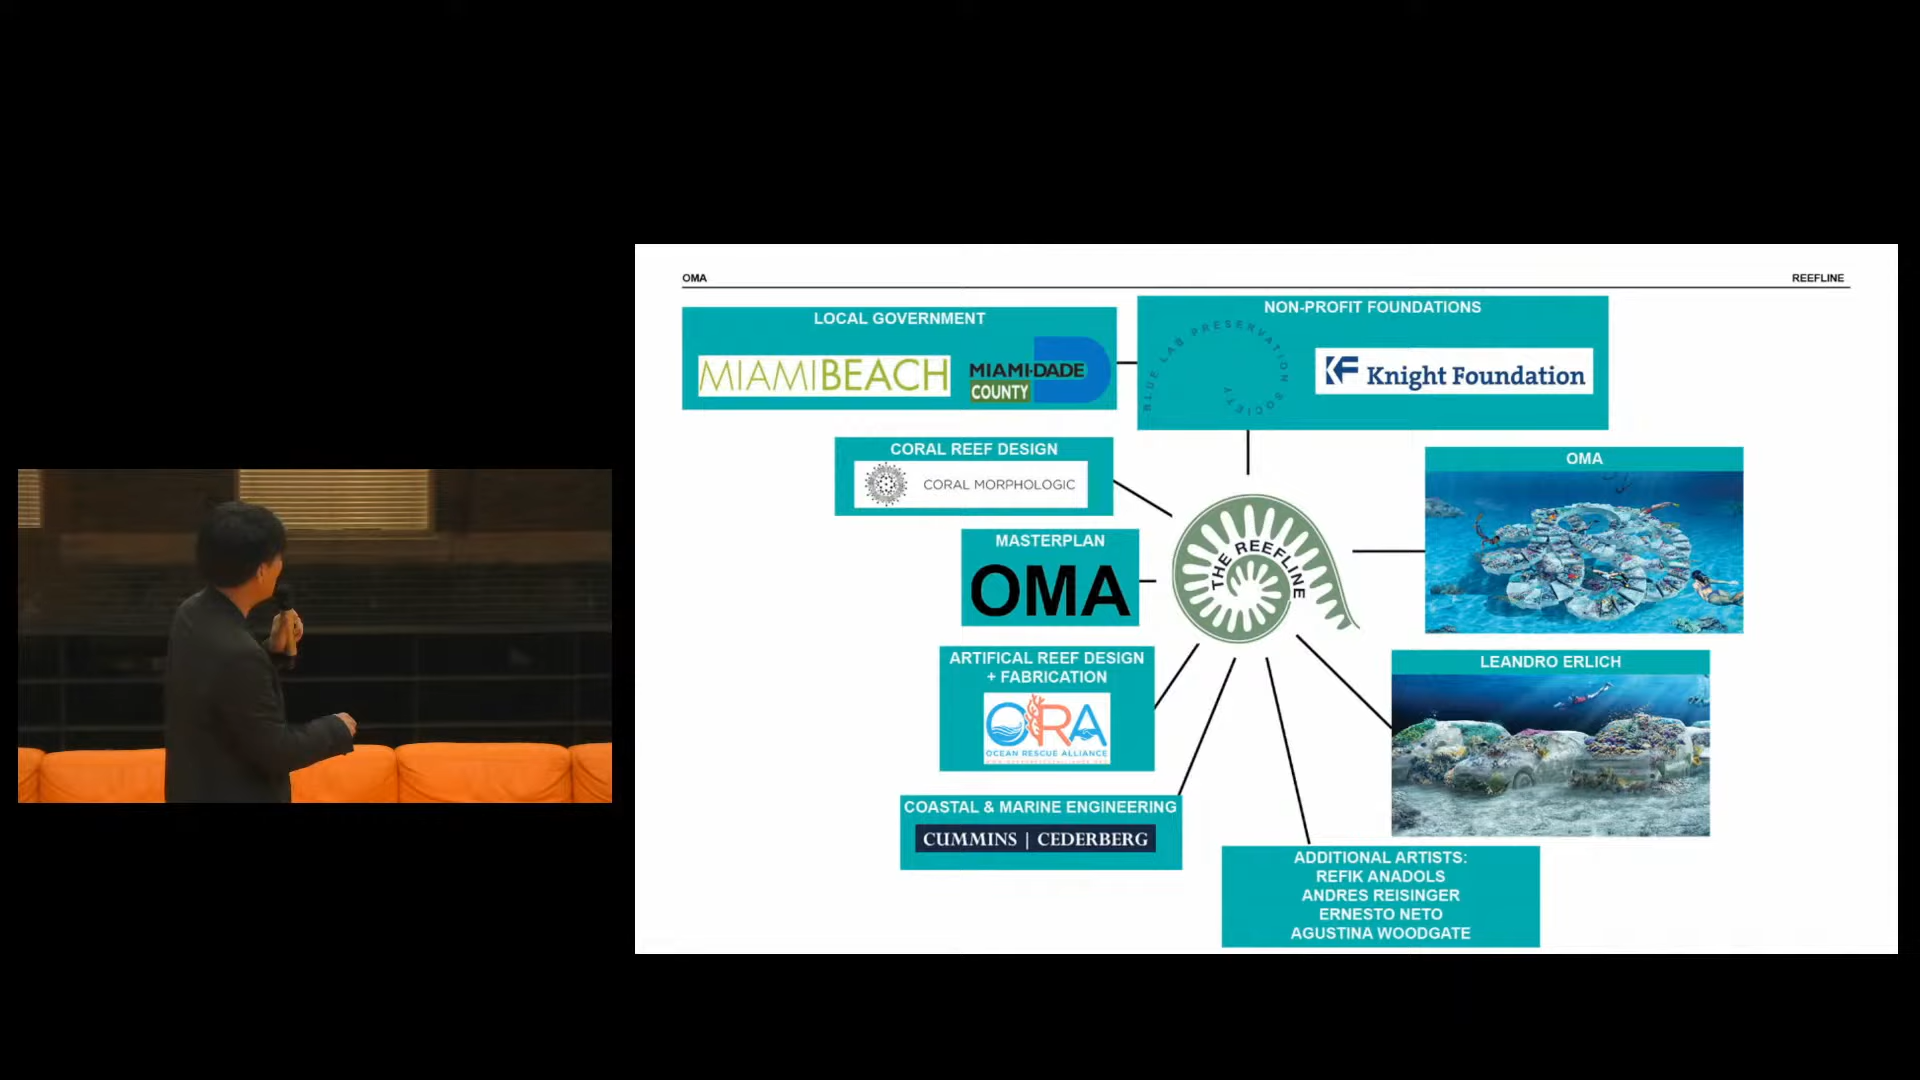 OMA
REEFLINE
LOCAL GOVERNMENT
MIAMIBEACH
MIAMI-DADE
COUNTY
NON-PROFIT FOUNDATIONS
BLUE LAB PRESERVATION SOCIETY
Knight Foundation
CORAL REEF DESIGN
CORAL MORPHOLOGIC
MASTERPLAN
OMA
ARTIFICAL REEF DESIGN
+ FABRICATION
ORA
OCEAN RESCUE ALLIANCE
COASTAL & MARINE ENGINEERING
CUMMINS | CEDERBERG
THE REEFLINE
OMA
LEANDRO ERLICH
ADDITIONAL ARTISTS:
REFIK ANADOLS
ANDRES REISINGER
ERNESTO NETO
AGUSTINA WOODGATE